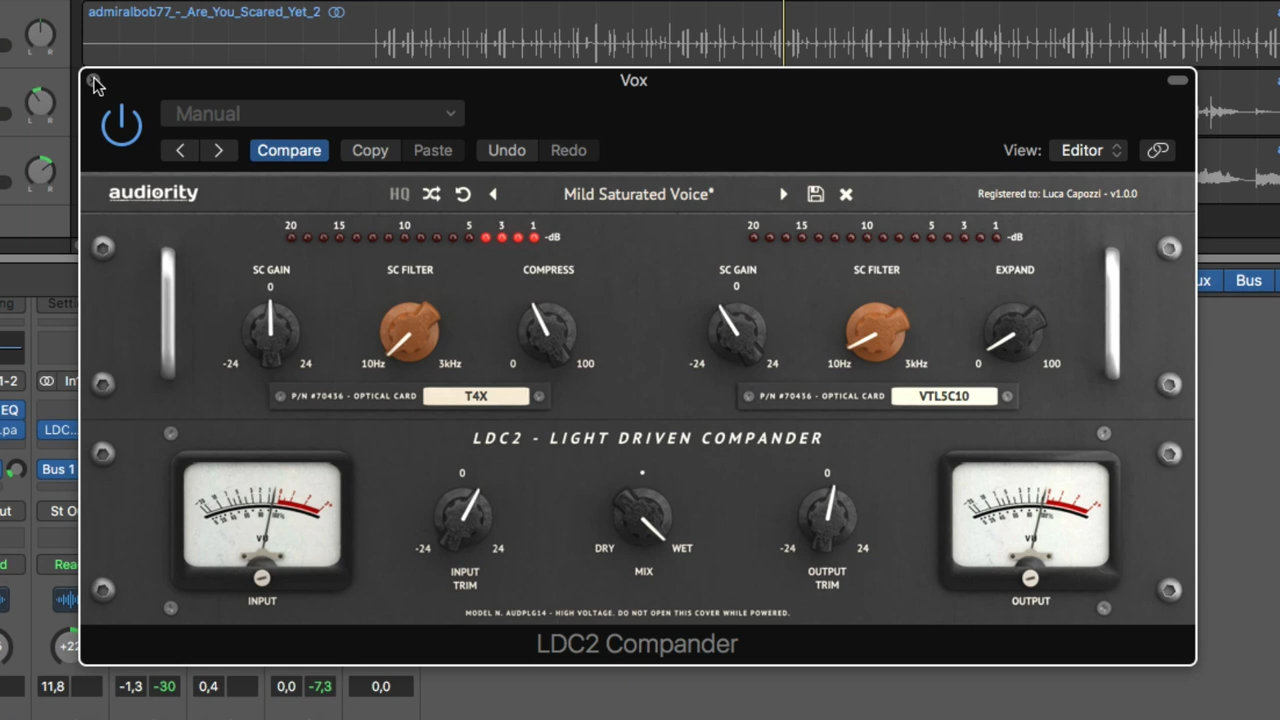 admiralbob77_-_Are_You_Scared_Yet_2
L R
L R
L R
Vox
Manual
Compare Copy Paste Undo Redo View: Editor
audiority HQ Mild Saturated Voice* Registered to: Luca Capozzi - v1.0.0
20 15 10 5 3 1 -dB 20 15 10 5 3 1 -dB
SC GAIN SC FILTER COMPRESS SC GAIN SC FILTER EXPAND
0 0
-24 24 10Hz 3kHz 0 100 -24 24 10Hz 3kHz 0 100
P/N #70456 - OPTICAL CARD T4X P/N #70456 - OPTICAL CARD VTL5C10
LDC2 - LIGHT DRIVEN COMPANDER
0 0
-24 24 DRY WET -24 24
INPUT TRIM MIX OUTPUT TRIM
VU VU
INPUT OUTPUT
MODEL N. AUDPLG14 - HIGH VOLTAGE. DO NOT OPEN THIS COVER WHILE POWERED.
LDC2 Compander
Bus
Setti
EQ
LDC...
Bus 1
St O
Rea
+22
11,8 -1,3 -30 0,4 0,0 -7,3 0,0